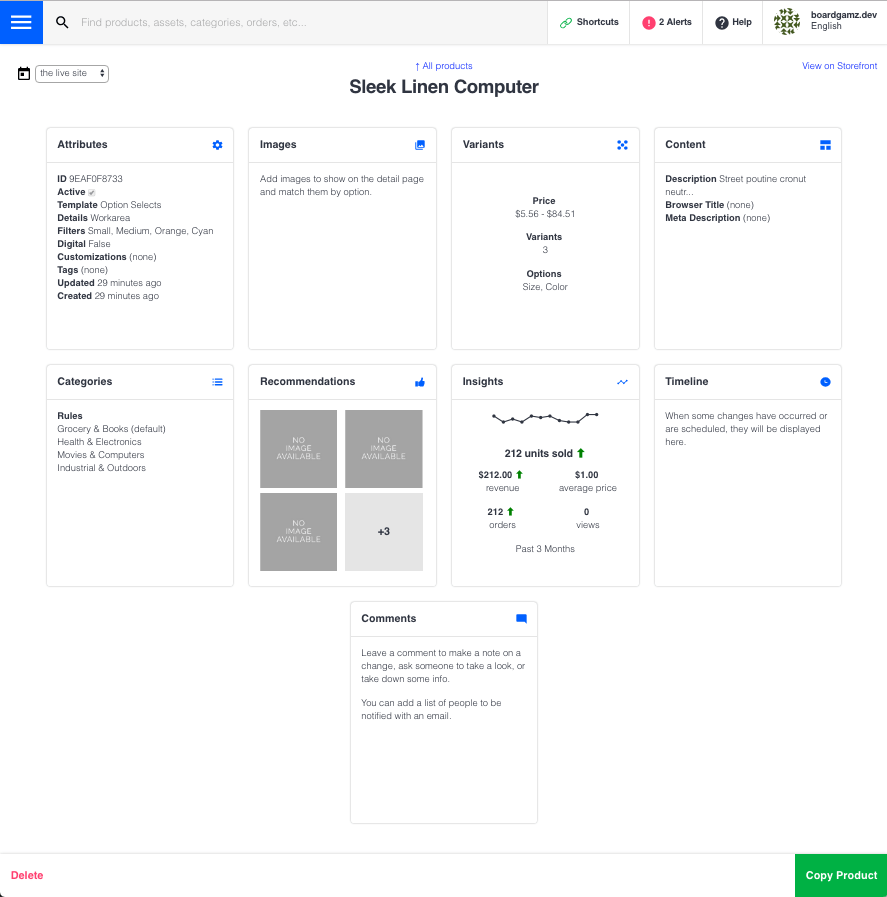 Find products, assets, categories, orders, etc...
Shortcuts
2 Alerts
Help
boardgamz.dev
English
the live site
↑ All products
View on Storefront
Sleek Linen Computer
Attributes
ID 9EAF0F8733
Active
Template Option Selects
Details Workarea
Filters Small, Medium, Orange, Cyan
Digital False
Customizations (none)
Tags (none)
Updated 29 minutes ago
Created 29 minutes ago
Images
Add images to show on the detail page
and match them by option.
Variants
Price
$5.56 - $84.51
Variants
3
Options
Size, Color
Content
Description Street poutine cronut
neutr...
Browser Title (none)
Meta Description (none)
Categories
Rules
Grocery & Books (default)
Health & Electronics
Movies & Computers
Industrial & Outdoors
Recommendations
NO
IMAGE
AVAILABLE
NO
IMAGE
AVAILABLE
NO
IMAGE
AVAILABLE
+3
Insights
212 units sold
$212.00
revenue
$1.00
average price
212
orders
0
views
Past 3 Months
Timeline
When some changes have occurred or
are scheduled, they will be displayed
here.
Comments
Leave a comment to make a note on a
change, ask someone to take a look, or
take down some info.
You can add a list of people to be
notified with an email.
Delete
Copy Product